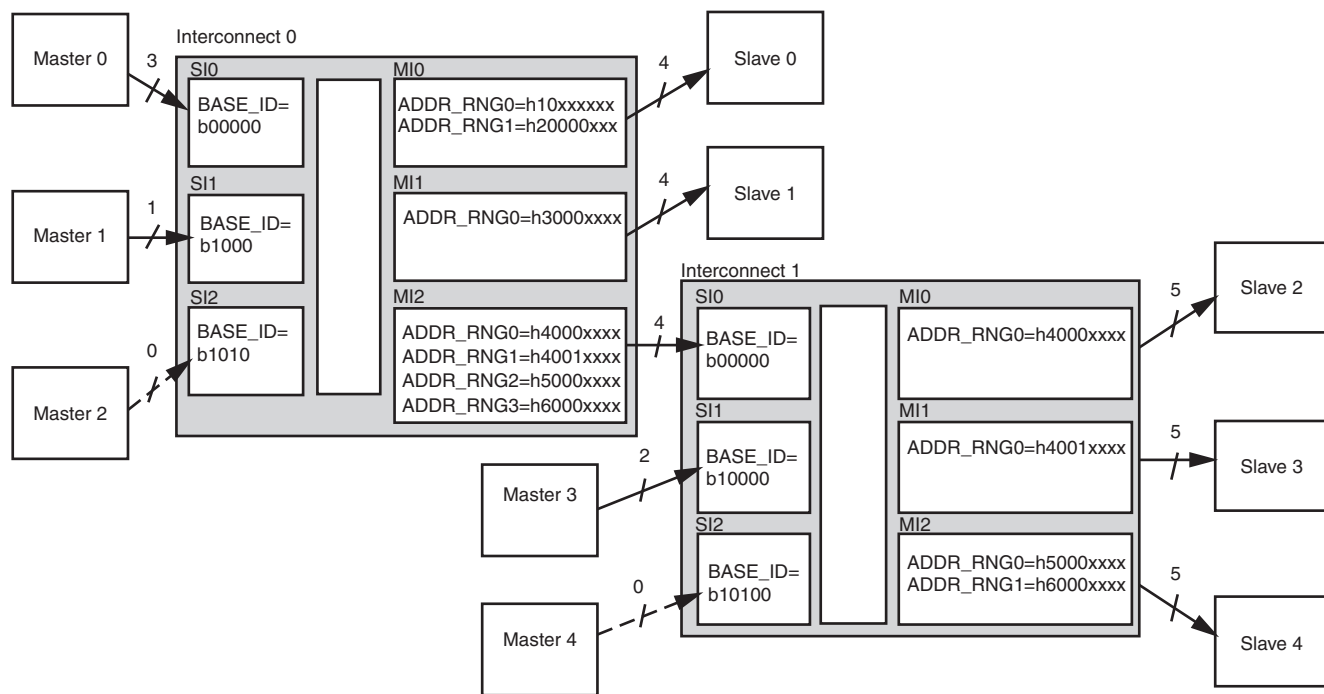 Interconnect 0
Master 0
3
SI0
BASE_ID=
b00000
MI0
ADDR_RNG0=h10xxxxxx
ADDR_RNG1=h20000xxx
4
Slave 0
Master 1
1
SI1
BASE_ID=
b1000
MI1
ADDR_RNG0=h3000xxxx
4
Slave 1
Master 2
0
SI2
BASE_ID=
b1010
MI2
ADDR_RNG0=h4000xxxx
ADDR_RNG1=h4001xxxx
ADDR_RNG2=h5000xxxx
ADDR_RNG3=h6000xxxx
4
Interconnect 1
SI0
BASE_ID=
b00000
MI0
ADDR_RNG0=h4000xxxx
5
Slave 2
Master 3
2
SI1
BASE_ID=
b10000
MI1
ADDR_RNG0=h4001xxxx
5
Slave 3
Master 4
0
SI2
BASE_ID=
b10100
MI2
ADDR_RNG0=h5000xxxx
ADDR_RNG1=h6000xxxx
5
Slave 4